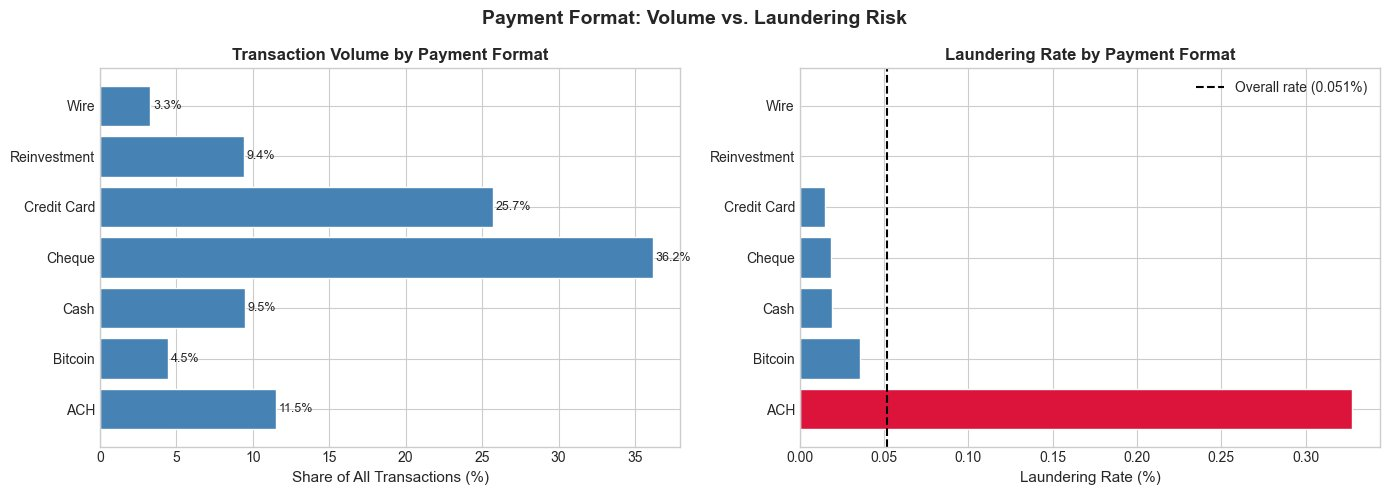 Payment Format: Volume vs. Laundering Risk
Transaction Volume by Payment Format
Wire
3.3%
Reinvestment
9.4%
Credit Card
25.7%
Cheque
36.2%
Cash
9.5%
Bitcoin
4.5%
ACH
11.5%
0 5 10 15 20 25 30 35
Share of All Transactions (%)
Laundering Rate by Payment Format
Overall rate (0.051%)
Wire
Reinvestment
Credit Card
Cheque
Cash
Bitcoin
ACH
0.00 0.05 0.10 0.15 0.20 0.25 0.30
Laundering Rate (%)